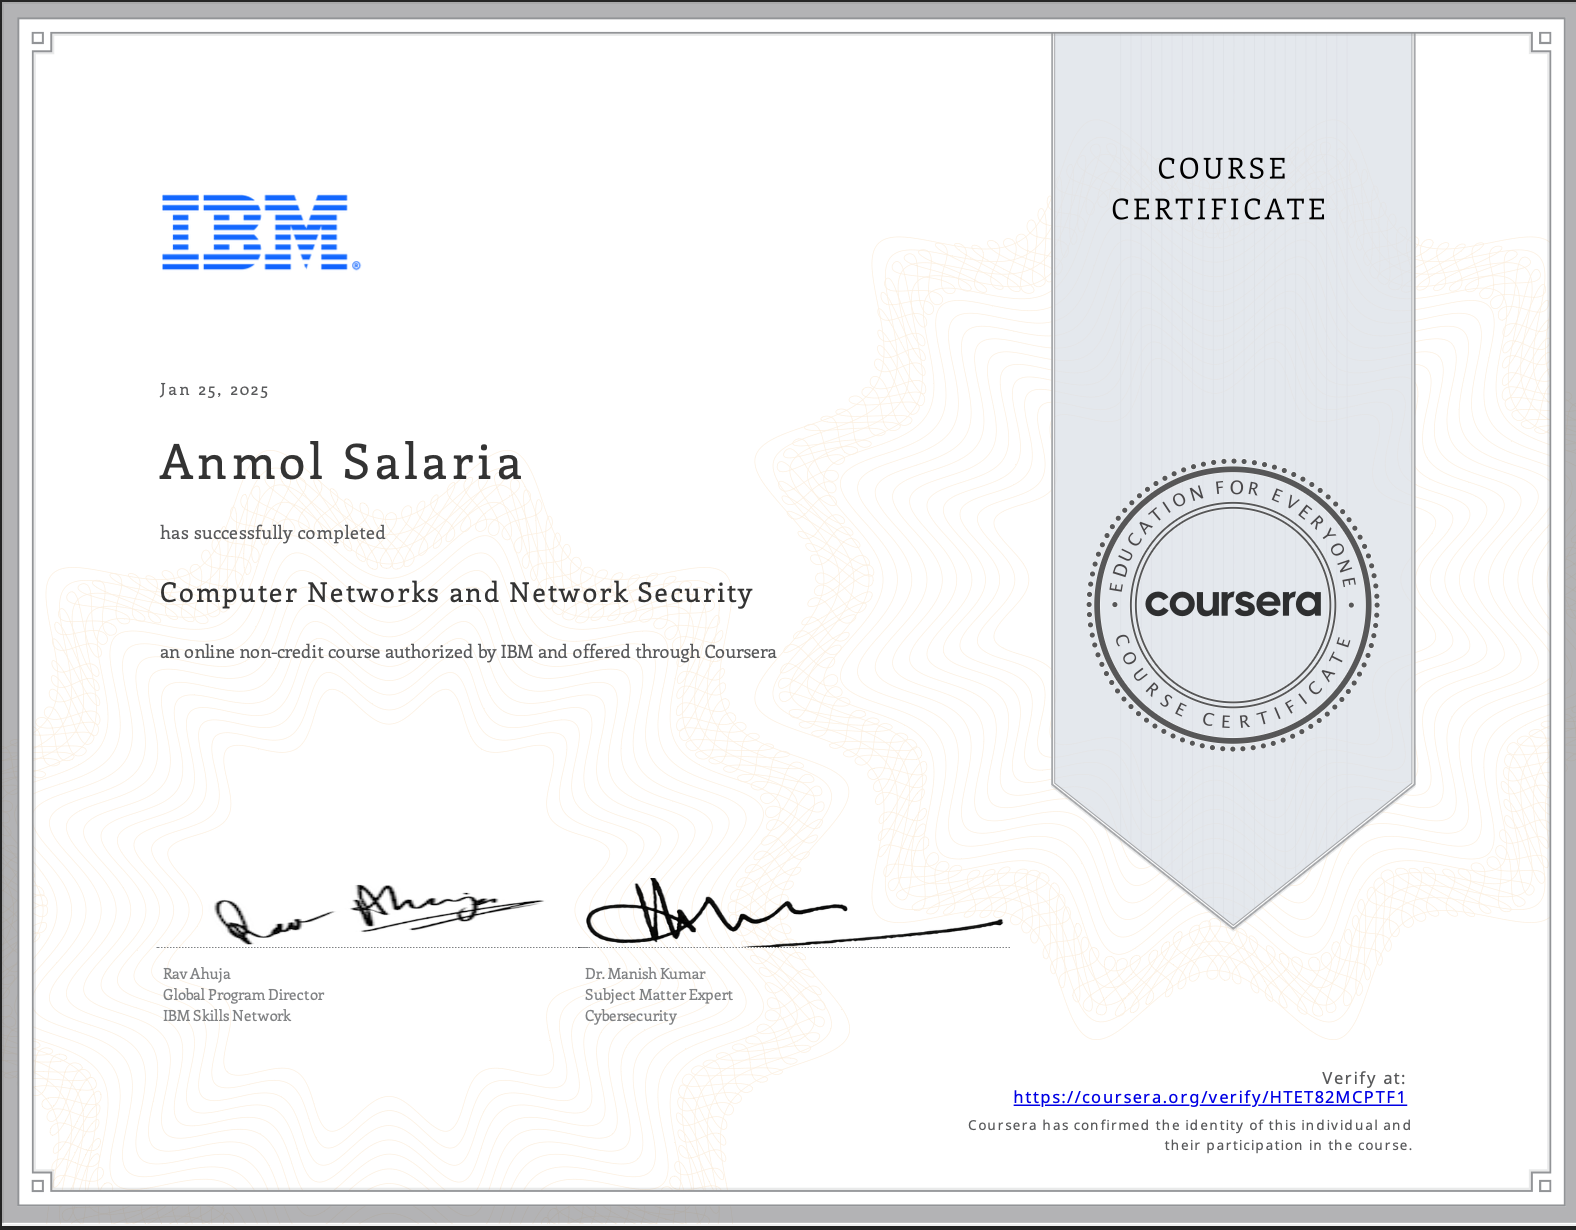 COURSE
CERTIFICATE
IBM®
Jan 25, 2025
Anmol Salaria
has successfully completed
Computer Networks and Network Security
an online non-credit course authorized by IBM and offered through Coursera
• EDUCATION FOR EVERYONE •
coursera
COURSE CERTIFICATE
Rav Ahuja
Rav Ahuja
Global Program Director
IBM Skills Network
Dr. Manish Kumar
Subject Matter Expert
Cybersecurity
Verify at:
https://coursera.org/verify/HTET82MCPTF1
Coursera has confirmed the identity of this individual and
their participation in the course.